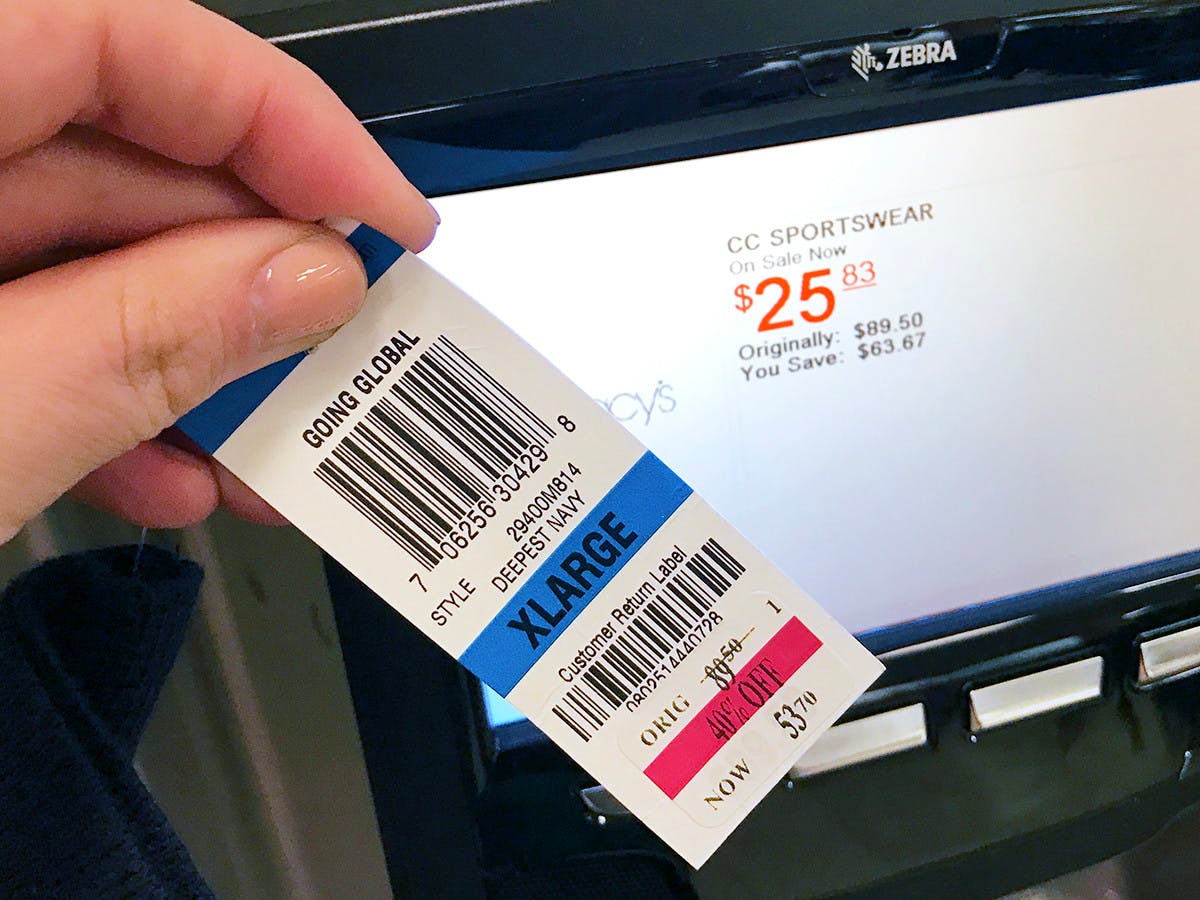 ZEBRA
CC SPORTSWEAR
On Sale Now
$25 83
Originally: $89.50
You Save: $63.67
acy's
GOING GLOBAL
7 06256 30429 8
29400M814
STYLE DEEPEST NAVY
XLARGE
Customer Return Label
0802514440728
1
ORIG 89 50
40% OFF
NOW 53 70